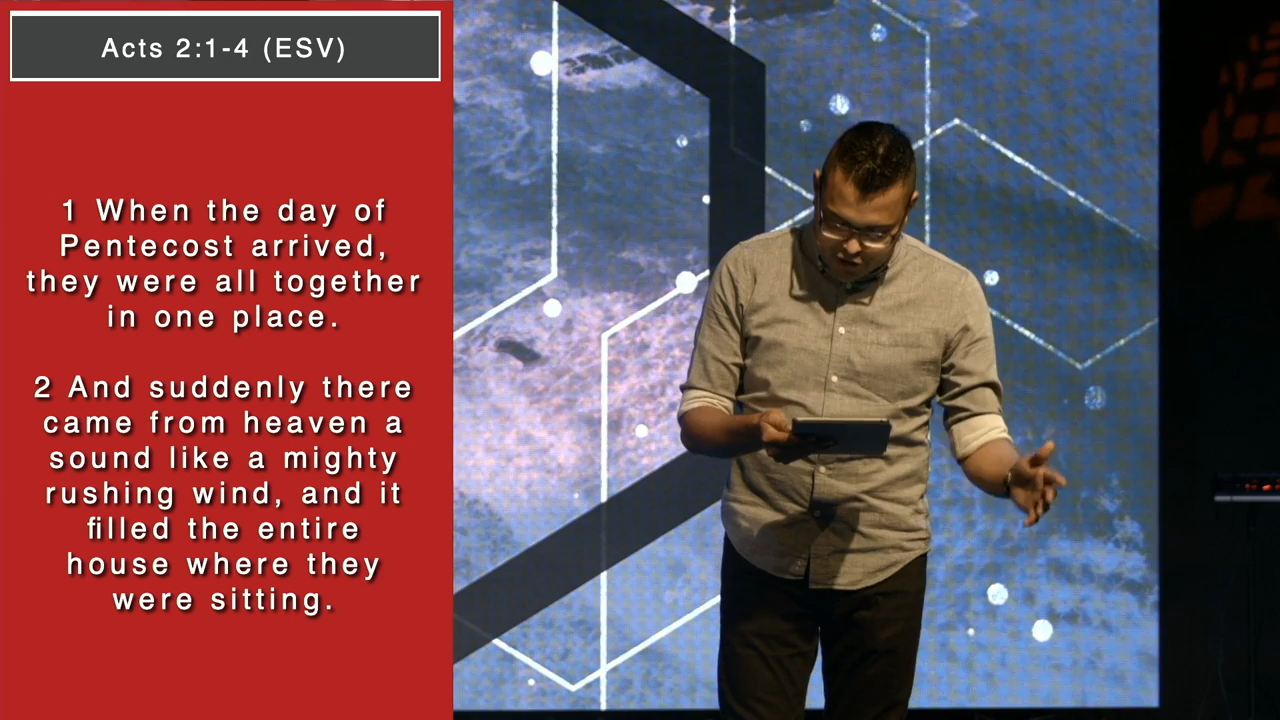 Acts 2:1-4 (ESV)
1 When the day of
Pentecost arrived,
they were all together
in one place.
2 And suddenly there
came from heaven a
sound like a mighty
rushing wind, and it
filled the entire
house where they
were sitting.